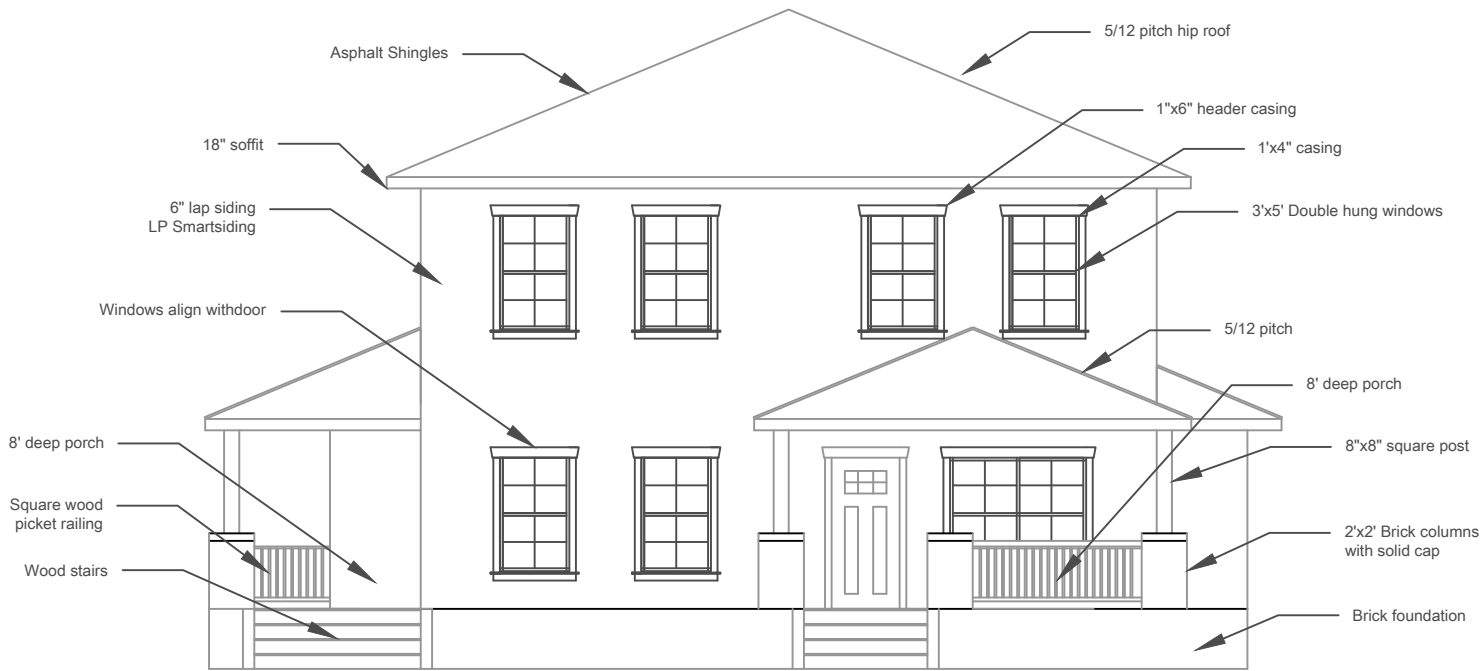 5/12 pitch hip roof
Asphalt Shingles
1"x6" header casing
18" soffit
1'x4" casing
6" lap siding
LP Smartsiding
3'x5' Double hung windows
Windows align withdoor
5/12 pitch
8' deep porch
8' deep porch
8"x8" square post
Square wood
picket railing
2'x2' Brick columns
with solid cap
Wood stairs
Brick foundation